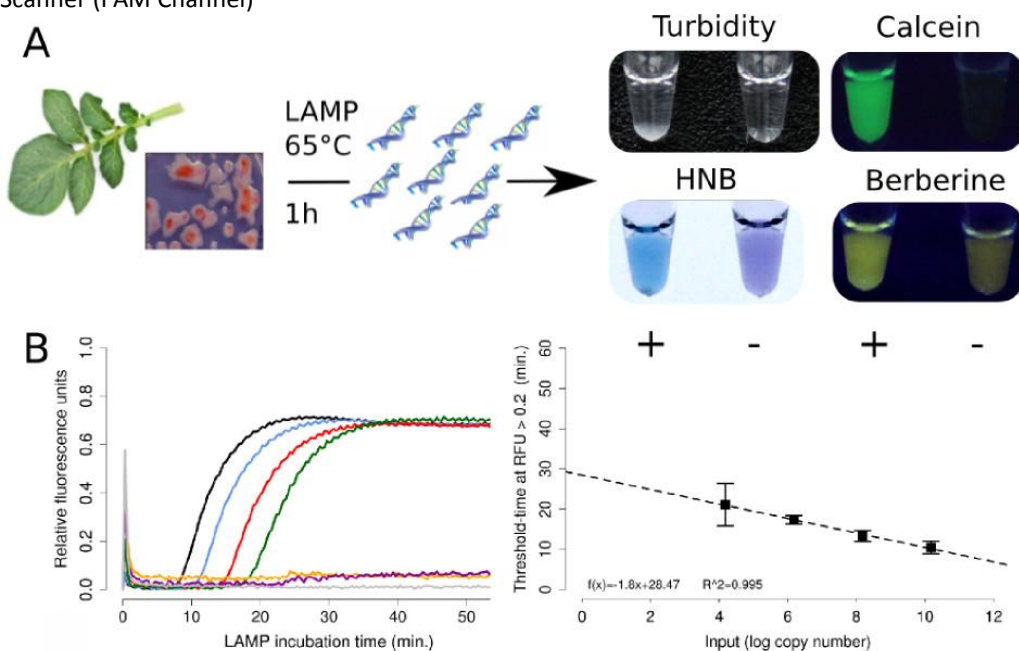 Scanner (FAM Channel)
A
Turbidity Calcein
LAMP
65°C
1h
HNB Berberine
+ - + -
B
Relative fluorescence units
1.0
0.8
0.6
0.4
0.2
0.0
0 10 20 30 40 50
LAMP incubation time (min.)
Threshold-time at RFU > 0.2 (min.)
60
50
40
30
20
10
0
f(x)=-1.8x+28.47 R^2=0.995
0 2 4 6 8 10 12
Input (log copy number)